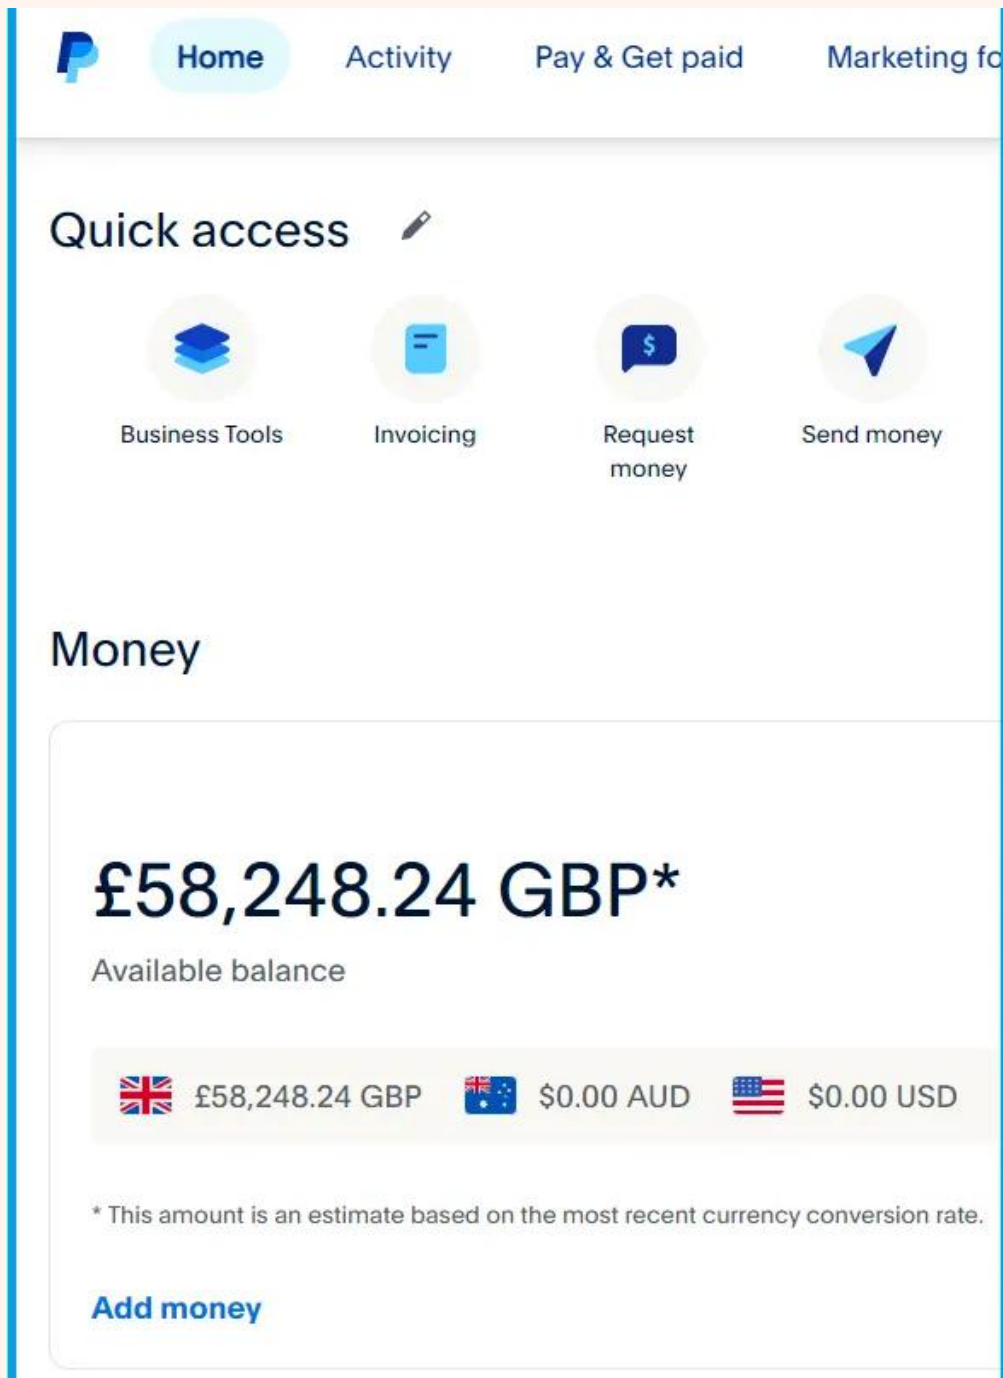 Home Activity Pay & Get paid Marketing fo
Quick access
$
Business Tools Invoicing Request money Send money
Money
£58,248.24 GBP*
Available balance
£58,248.24 GBP $0.00 AUD $0.00 USD
* This amount is an estimate based on the most recent currency conversion rate.
Add money